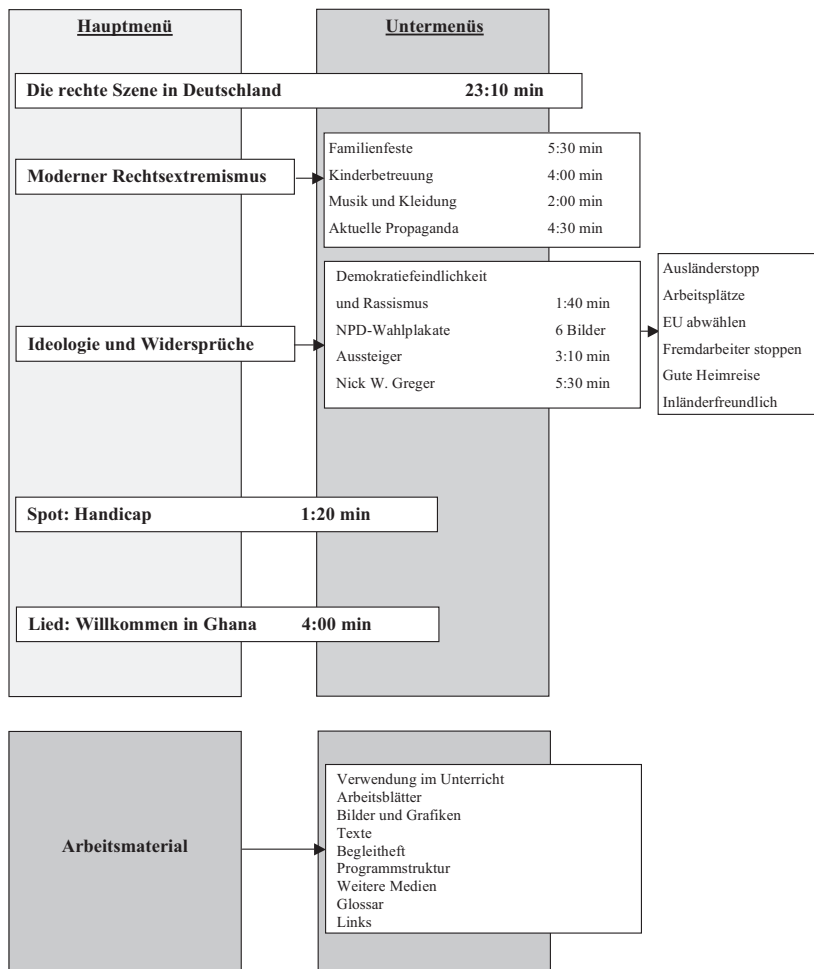 Hauptmenü
Untermenüs
Die rechte Szene in Deutschland 23:10 min
Moderner Rechtsextremismus
Familienfeste 5:30 min
Kinderbetreuung 4:00 min
Musik und Kleidung 2:00 min
Aktuelle Propaganda 4:30 min
Ideologie und Widersprüche
Demokratiefeindlichkeit
und Rassismus 1:40 min
NPD-Wahlplakate 6 Bilder
Aussteiger 3:10 min
Nick W. Greger 5:30 min
Ausländerstopp
Arbeitsplätze
EU abwählen
Fremdarbeiter stoppen
Gute Heimreise
Inländerfreundlich
Spot: Handicap 1:20 min
Lied: Willkommen in Ghana 4:00 min
Arbeitsmaterial
Verwendung im Unterricht
Arbeitsblätter
Bilder und Grafiken
Texte
Begleitheft
Programmstruktur
Weitere Medien
Glossar
Links